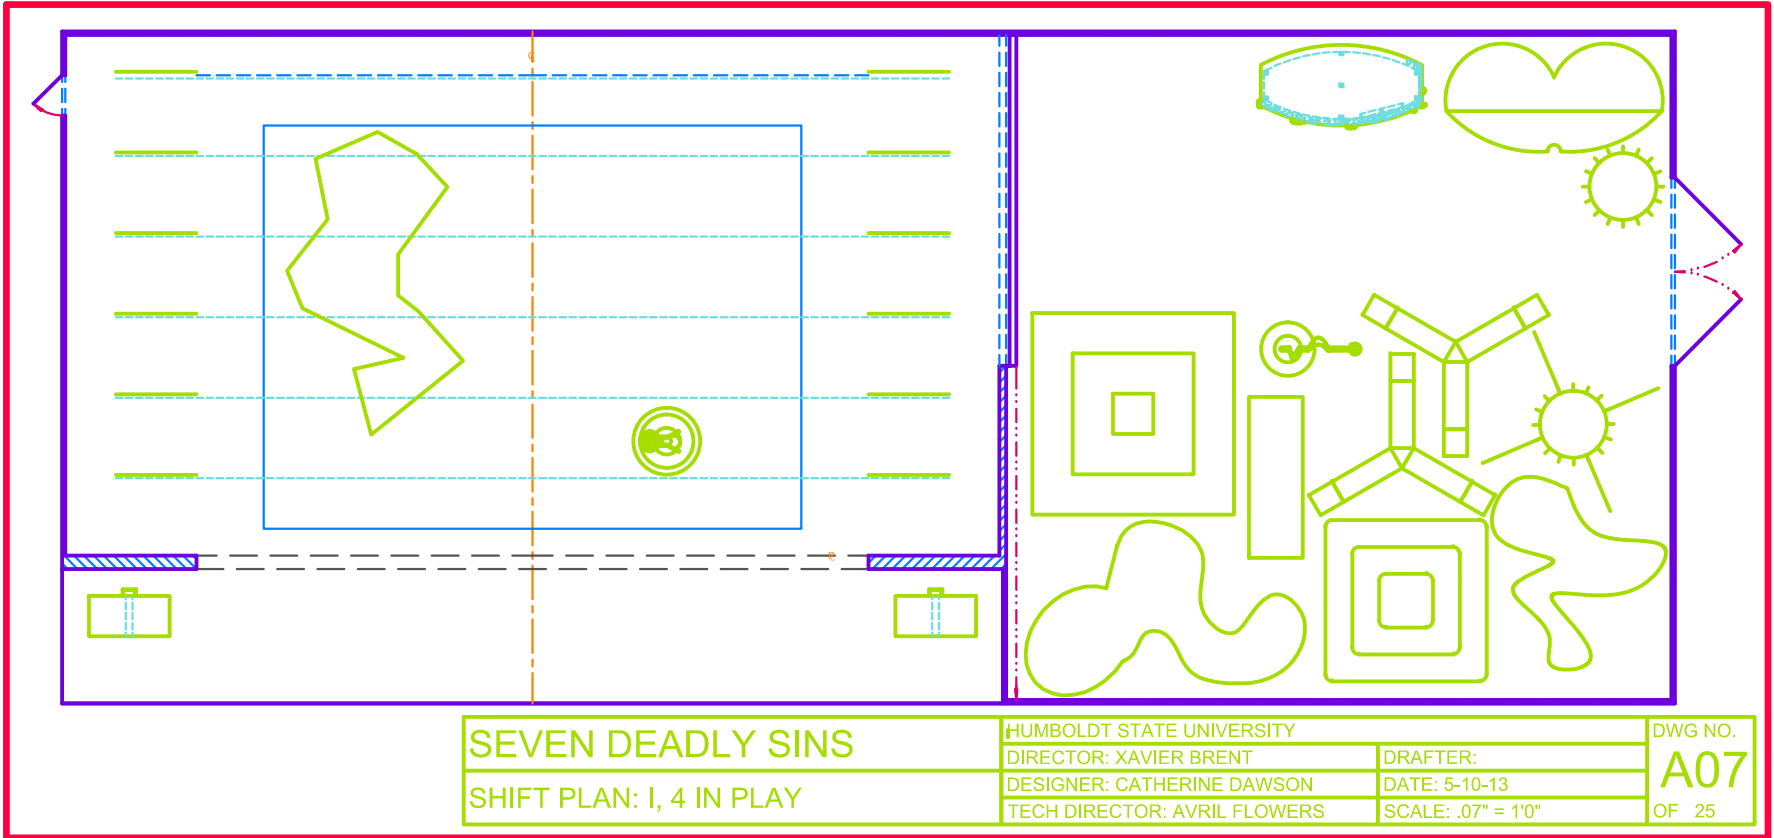 SEVEN DEADLY SINS
SHIFT PLAN: I, 4 IN PLAY
HUMBOLDT STATE UNIVERSITY
DIRECTOR: XAVIER BRENT
DRAFTER:
DESIGNER: CATHERINE DAWSON
DATE: 5-10-13
TECH DIRECTOR: AVRIL FLOWERS
SCALE: .07" = 1'0"
DWG NO.
A07
OF 25